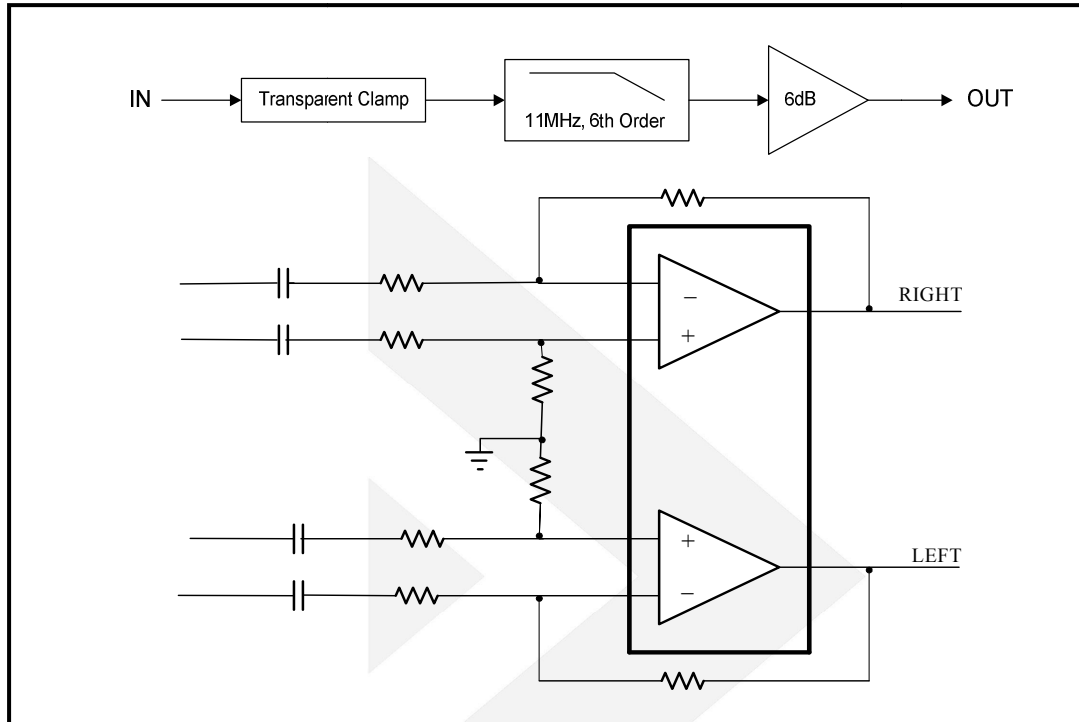 IN
Transparent Clamp
11MHz, 6th Order
6dB
OUT
−
+
RIGHT
+
−
LEFT